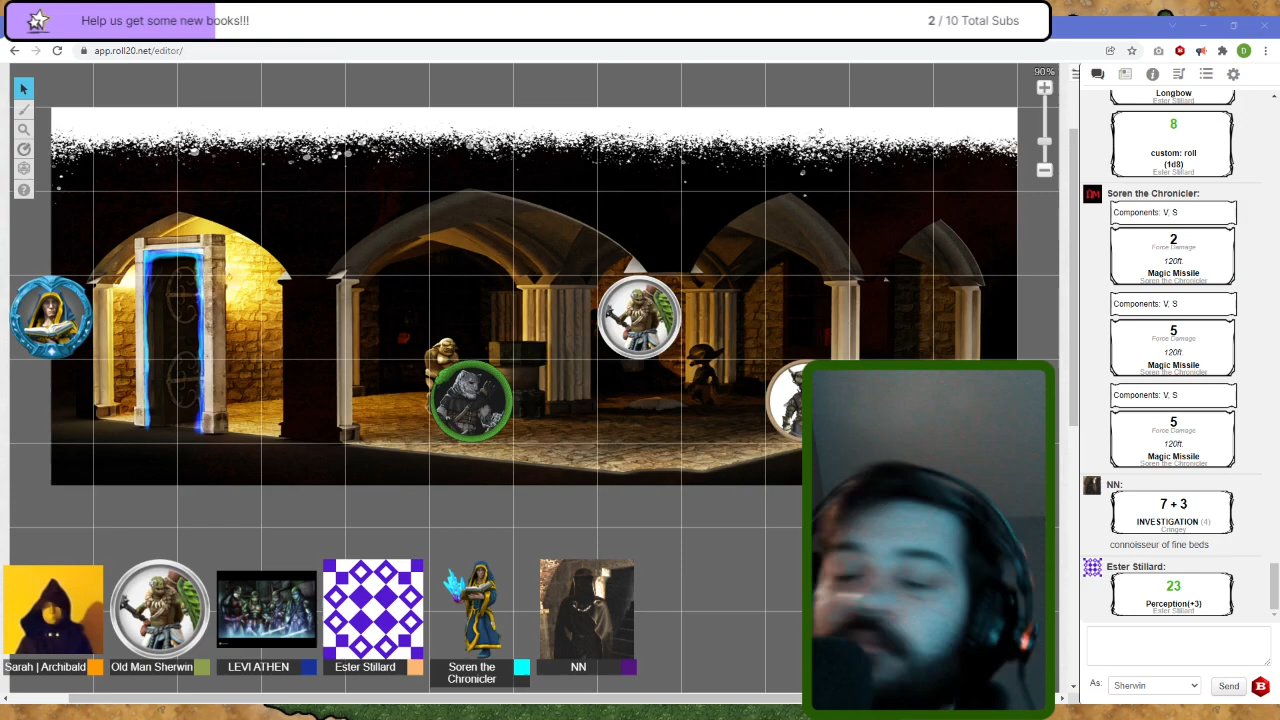 Help us get some new books!!!
2 / 10 Total Subs
app.roll20.net/editor/
D
90%
Longbow
Ester Stillard
8
custom: roll
(1d8)
Ester Stillard
Soren the Chronicler:
Components: V, S
2
Force Damage
120ft.
Magic Missile
Soren the Chronicler
Components: V, S
5
Force Damage
120ft.
Magic Missile
Soren the Chronicler
Components: V, S
5
Force Damage
120ft.
Magic Missile
Soren the Chronicler
NN:
7 + 3
INVESTIGATION (4)
Cringey
connoisseur of fine beds
Ester Stillard:
23
Perception(+3)
Ester Stillard
Sarah | Archibald
Old Man Sherwin
LEVI ATHEN
Ester Stillard
Soren the
Chronicler
NN
As:
Sherwin
Send
B